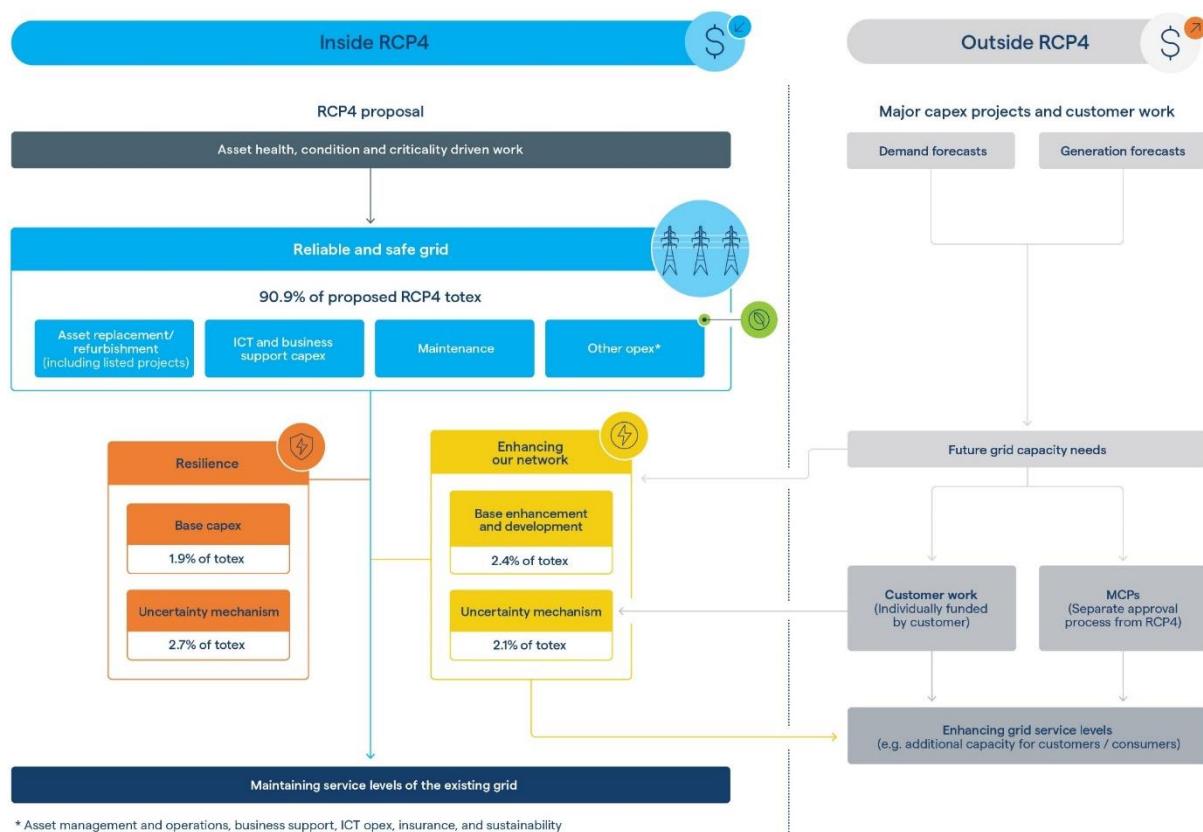 Inside RCP4
$
Outside RCP4
$
RCP4 proposal
Asset health, condition and criticality driven work
Reliable and safe grid
90.9% of proposed RCP4 totex
Asset replacement/
refurbishment
(including listed projects)
ICT and business
support capex
Maintenance
Other opex*
Resilience
Base capex
1.9% of totex
Uncertainty mechanism
2.7% of totex
Enhancing
our network
Base enhancement
and development
2.4% of totex
Uncertainty mechanism
2.1% of totex
Maintaining service levels of the existing grid
* Asset management and operations, business support, ICT opex, insurance, and sustainability
Major capex projects and customer work
Demand forecasts
Generation forecasts
Future grid capacity needs
Customer work
(Individually funded
by customer)
MCPs
(Separate approval
process from RCP4)
Enhancing grid service levels
(e.g. additional capacity for customers / consumers)